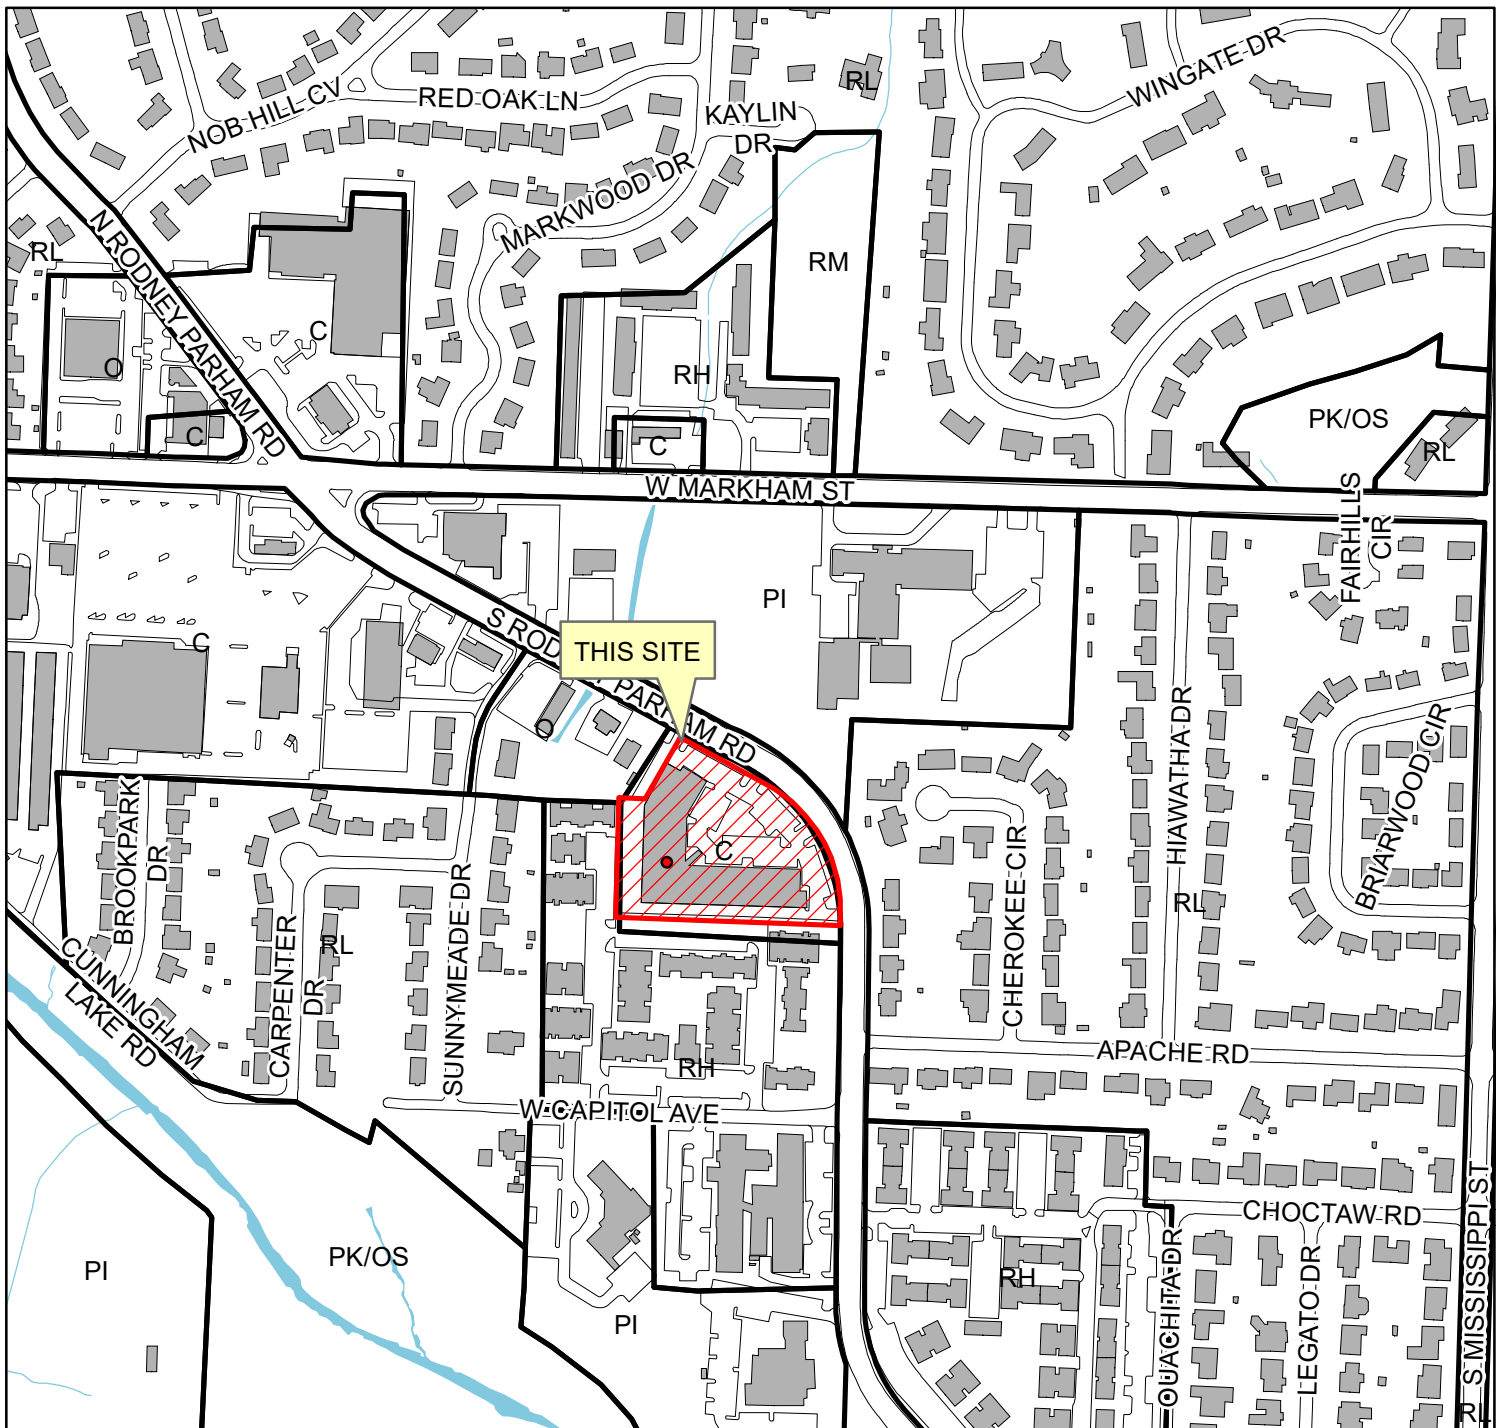 RL
WINGATE DR
NOB HILL CV
RED OAK LN
KAYLIN
DR
MARKWOOD DR
RL
N RODNEY PARHAM RD
RM
C
O
RH
C
C
PK/OS
RL
W MARKHAM ST
FAIRHILLS
CIR
PI
C
S RODNEY PARHAM RD
THIS SITE
O
HIAWATHA DR
BRIARWOOD CIR
BROOKPARK
DR
C
CHEROKEE CIR
RL
SUNNYMEADE DR
CARPENTER
DR
RL
CUNNINGHAM
LAKE RD
APACHE RD
RH
W CAPITOL AVE
CHOCTAW RD
S MISSISSIPPI ST
PI
PK/OS
RH
OUACHITA DR
LEGATO DR
PI
RL